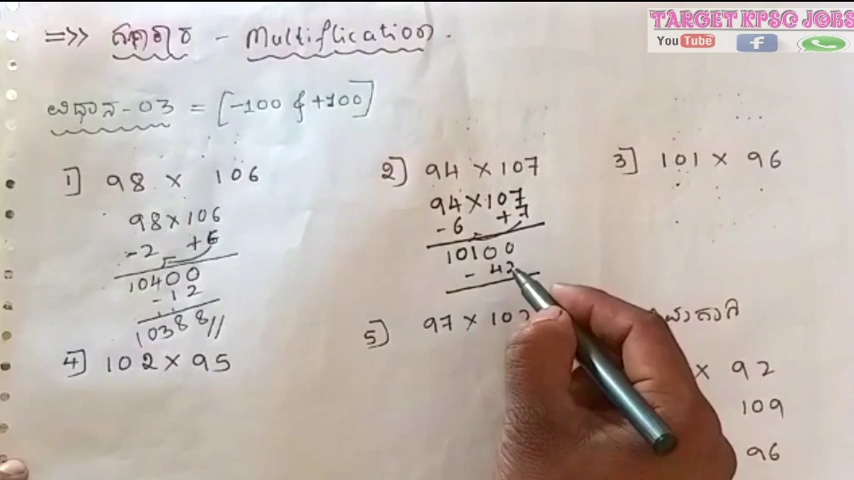 TARGET KPSC JOBS
You Tube f
=>> ಗುಣಾಕಾರ - Multiplication.
ವಿಧಾನ-03 = [-100 & +100]
1] 98 × 106
98×106
-2 +6
10400
-12
10388//
2] 94 × 107
94×107
-6 +7
10100
- 42
3] 101 × 96
4] 102 × 95
5] 97 × 10
× 92
109
96